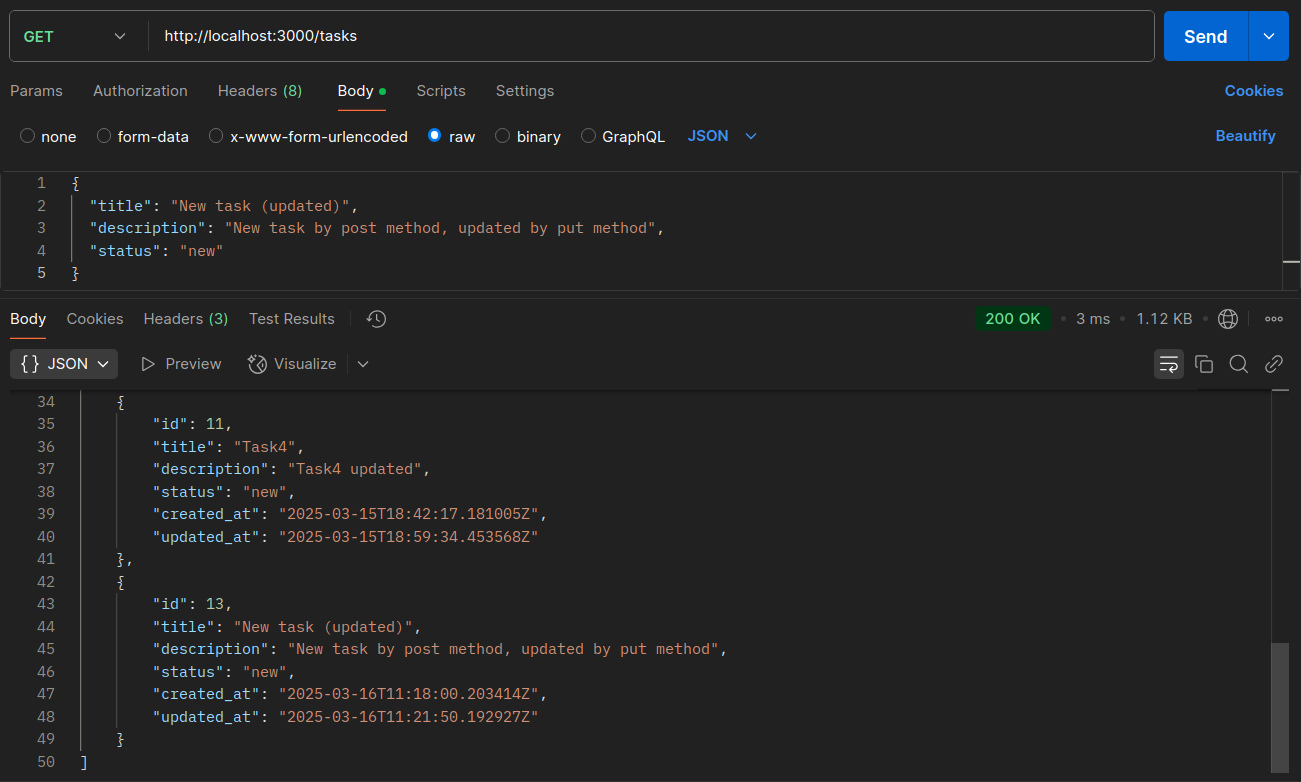 GET http://localhost:3000/tasks Send
Params Authorization Headers (8) Body Scripts Settings Cookies
none form-data x-www-form-urlencoded raw binary GraphQL JSON Beautify
1 {
2 "title": "New task (updated)",
3 "description": "New task by post method, updated by put method",
4 "status": "new"
5 }
Body Cookies Headers (3) Test Results 200 OK • 3 ms • 1.12 KB •
{} JSON Preview Visualize
34 {
35 "id": 11,
36 "title": "Task4",
37 "description": "Task4 updated",
38 "status": "new",
39 "created_at": "2025-03-15T18:42:17.181005Z",
40 "updated_at": "2025-03-15T18:59:34.453568Z"
41 },
42 {
43 "id": 13,
44 "title": "New task (updated)",
45 "description": "New task by post method, updated by put method",
46 "status": "new",
47 "created_at": "2025-03-16T11:18:00.203414Z",
48 "updated_at": "2025-03-16T11:21:50.192927Z"
49 }
50 ]